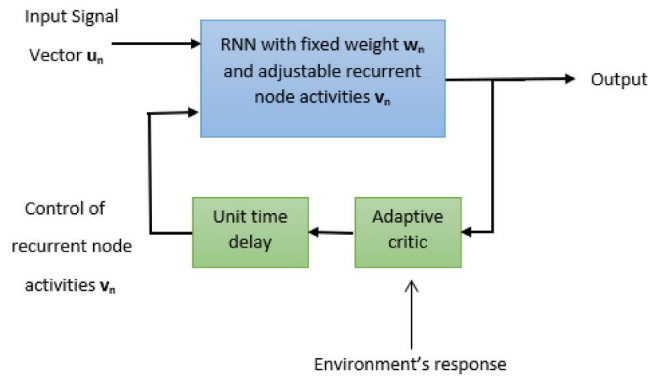 Input Signal
Vector uₙ
RNN with fixed weight wₙ
and adjustable recurrent
node activities vₙ
Output
Control of
recurrent node
activities vₙ
Unit time
delay
Adaptive
critic
Environment's response